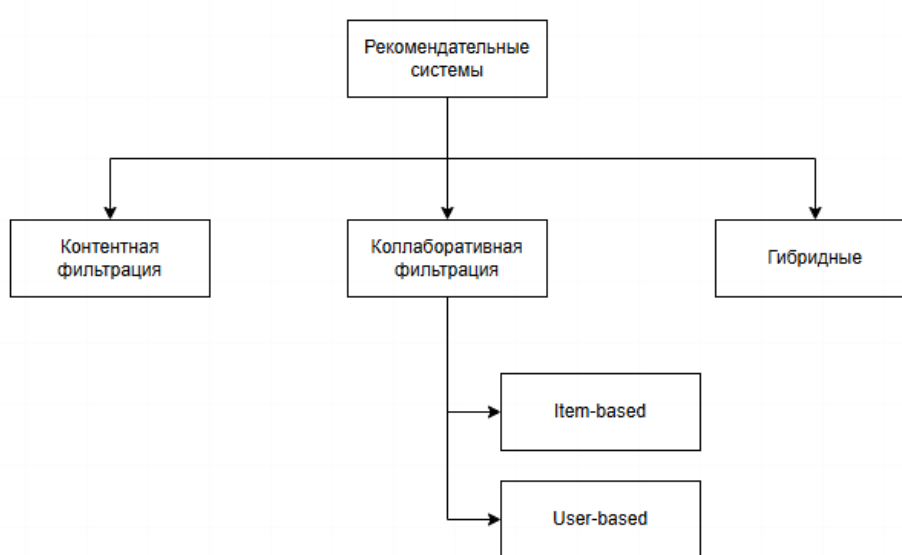 Рекомендательные
системы
Контентная
фильтрация
Коллаборативная
фильтрация
Гибридные
Item-based
User-based